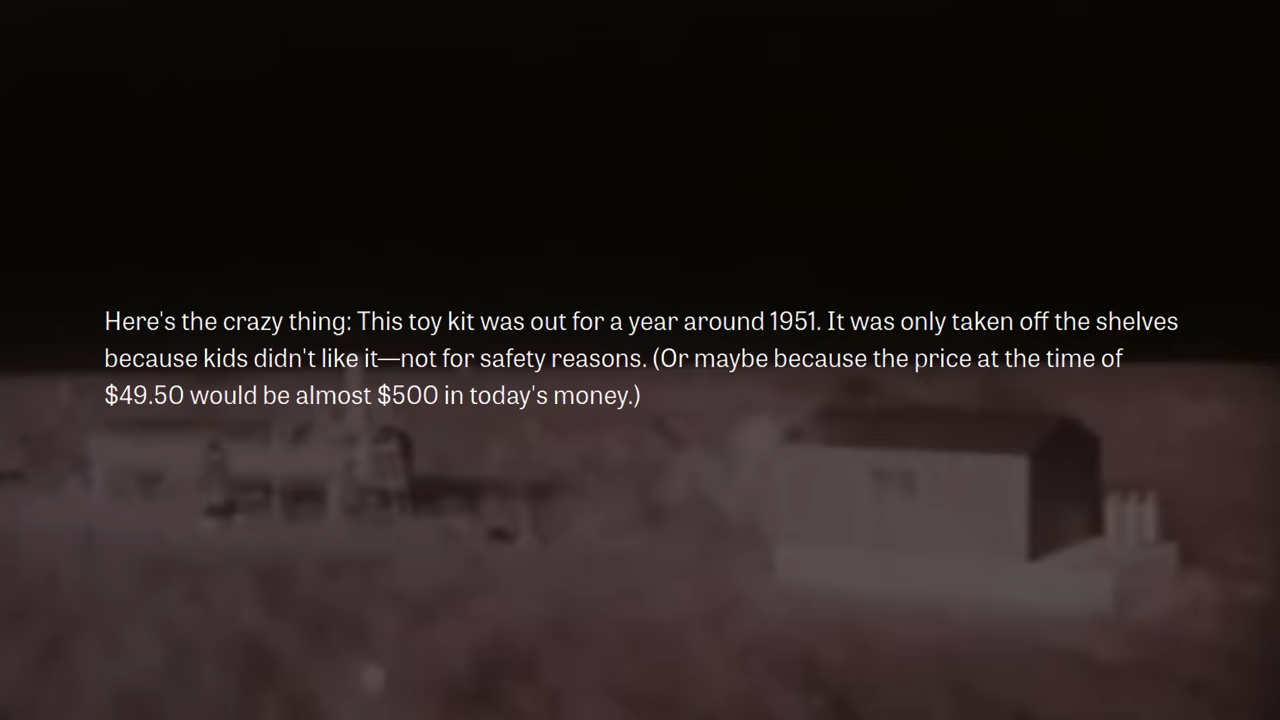 Here's the crazy thing: This toy kit was out for a year around 1951. It was only taken off the shelves
because kids didn't like it—not for safety reasons. (Or maybe because the price at the time of
$49.50 would be almost $500 in today's money.)